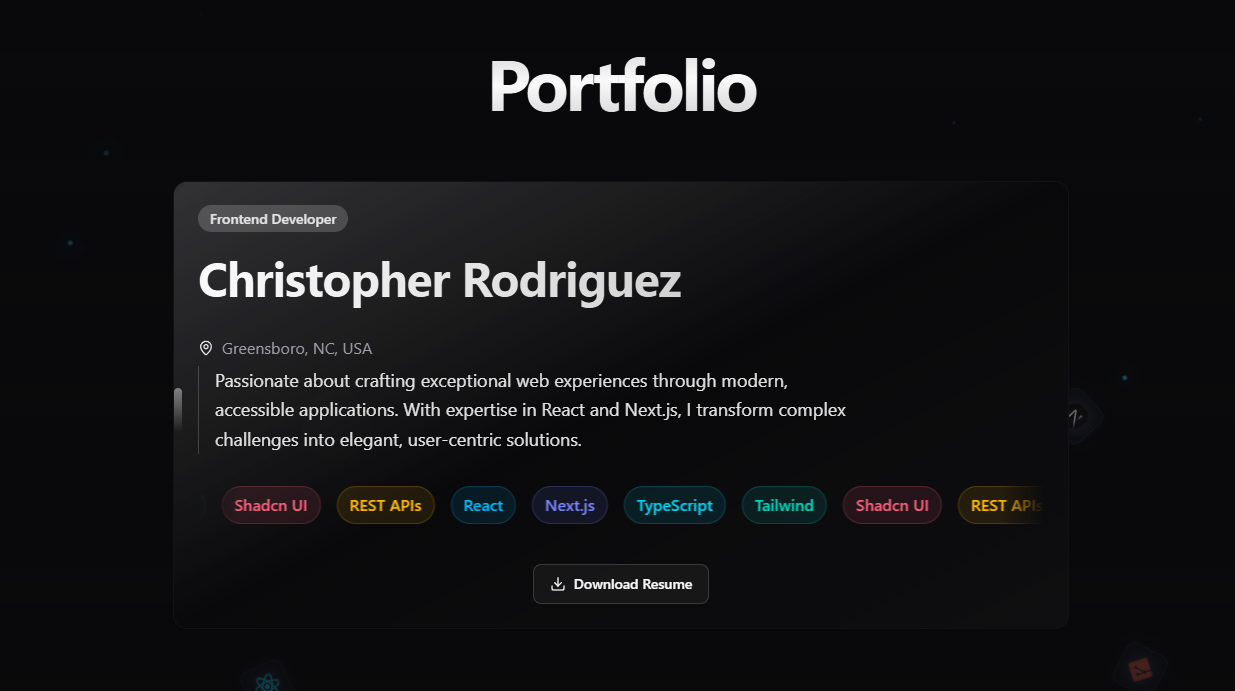 Portfolio
Frontend Developer
Christopher Rodriguez
Greensboro, NC, USA
Passionate about crafting exceptional web experiences through modern,
accessible applications. With expertise in React and Next.js, I transform complex
challenges into elegant, user-centric solutions.
Shadcn UI REST APIs React Next.js TypeScript Tailwind Shadcn UI REST APIs
Download Resume